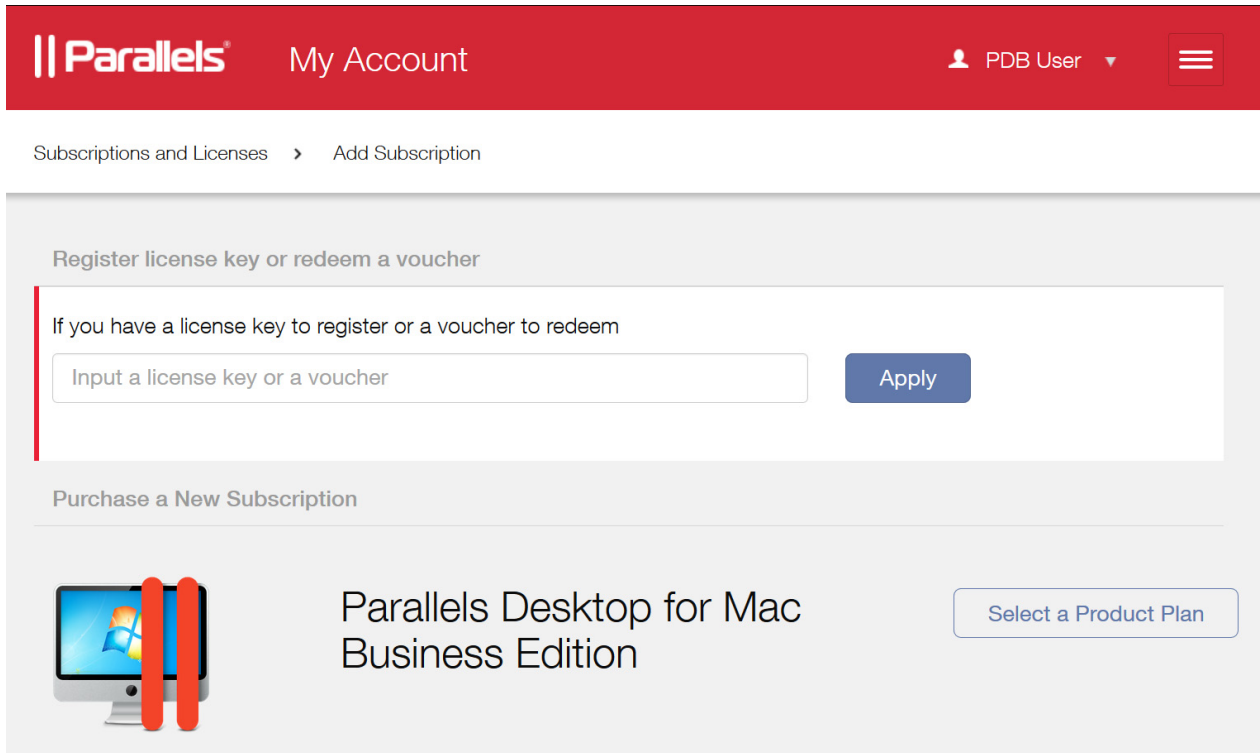 Parallels® My Account PDB User
Subscriptions and Licenses > Add Subscription
Register license key or redeem a voucher
If you have a license key to register or a voucher to redeem
Input a license key or a voucher Apply
Purchase a New Subscription
Parallels Desktop for Mac
Business Edition
Select a Product Plan